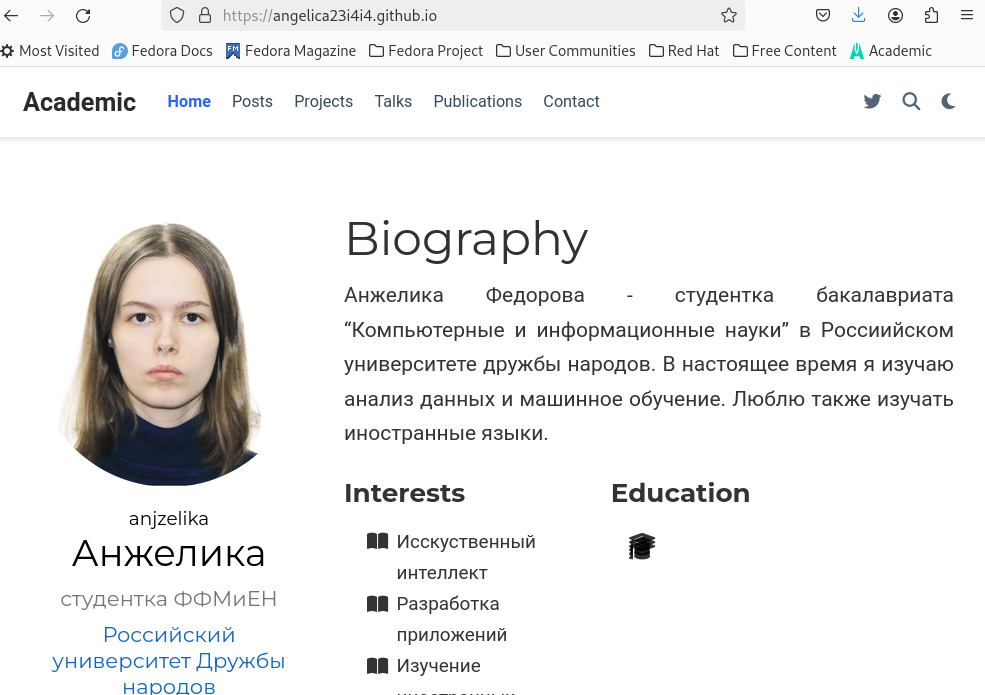 https://angelica23i4i4.github.io
Most Visited Fedora Docs Fedora Magazine Fedora Project User Communities Red Hat Free Content Academic
Academic Home Posts Projects Talks Publications Contact
Biography
Анжелика Федорова - студентка бакалавриата
“Компьютерные и информационные науки” в Россиийском
университете дружбы народов. В настоящее время я изучаю
анализ данных и машинное обучение. Люблю также изучать
иностранные языки.
anjzelika
Анжелика
студентка ФФМиЕН
Российский
университет Дружбы
народов
Interests
Исскуственный
интеллект
Разработка
приложений
Изучение
Education